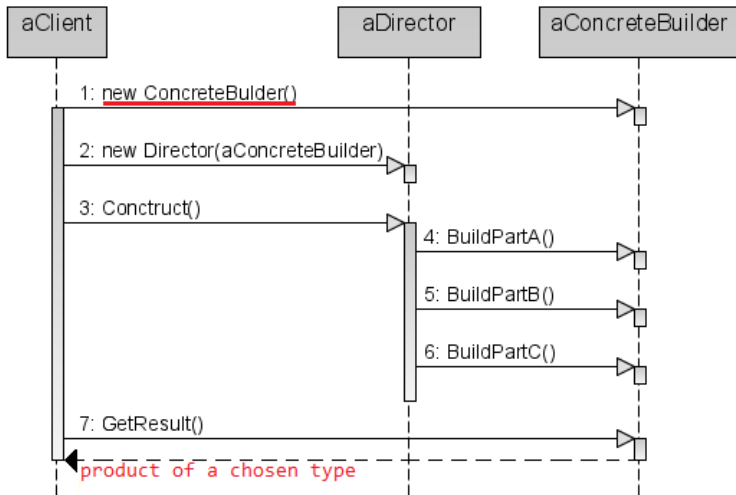 aClient
aDirector
aConcreteBuilder
1: new ConcreteBulder()
2: new Director(aConcreteBuilder)
3: Conctruct()
4: BuildPartA()
5: BuildPartB()
6: BuildPartC()
7: GetResult()
product of a chosen type